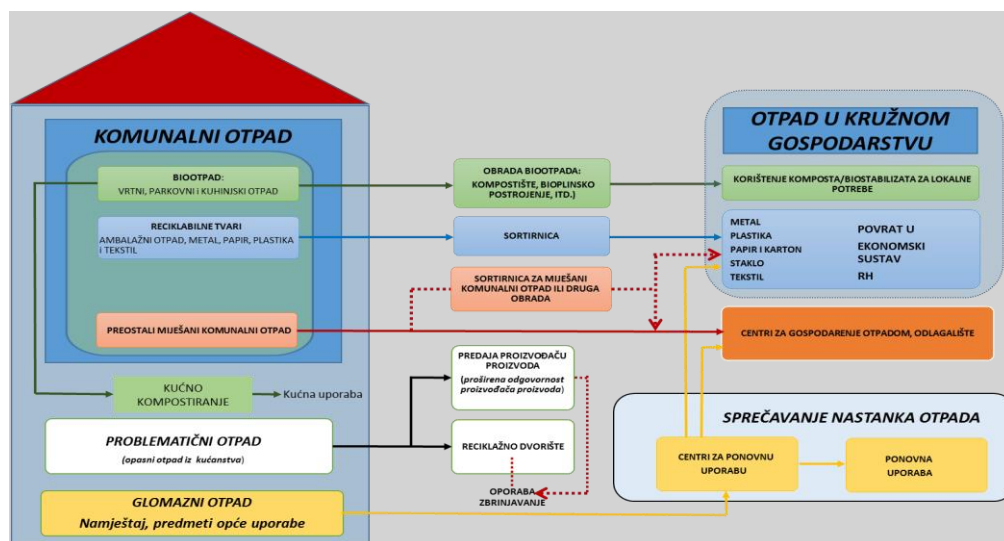 KOMUNALNI OTPAD
BIOOTPAD:
VRTNI, PARKOVNI i KUHINJSKI OTPAD
RECIKLABILNE TVARI
AMBALAŽNI OTPAD, METAL, PAPIR, PLASTIKA
i TEKSTIL
PREOSTALI MIJEŠANI KOMUNALNI OTPAD
KUĆNO
KOMPOSTIRANJE
Kućna uporaba
PROBLEMATIČNI OTPAD
(opasni otpad iz kućanstva)
GLOMAZNI OTPAD
Namještaj, predmeti opće uporabe
OBRADA BIOOTPADA:
KOMPOSTIŠTE, BIOPLINSKO
POSTROJENJE, ITD.)
SORTIRNICA
SORTIRNICA ZA MIJEŠANI
KOMUNALNI OTPAD ILI DRUGA
OBRADA
PREDAJA PROIZVOĐAČU
PROIZVODA
(proširena odgovornost
proizvođača proizvoda)
RECIKLAŽNO DVORIŠTE
OPORABA
ZBRINJAVANJE
OTPAD U KRUŽNOM
GOSPODARSTVU
KORIŠTENJE KOMPOSTA/BIOSTABILIZATA ZA LOKALNE
POTREBE
METAL
PLASTIKA
PAPIR I KARTON
STAKLO
TEKSTIL
POVRAT U
EKONOMSKI
SUSTAV
RH
CENTRI ZA GOSPODARENJE OTPADOM, ODLAGALIŠTE
SPREČAVANJE NASTANKA OTPADA
CENTRI ZA PONOVNU
UPORABU
PONOVNA
UPORABA